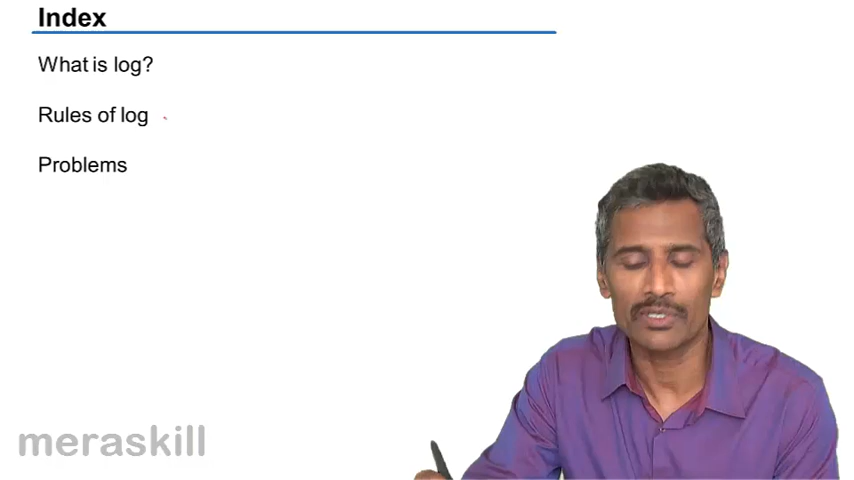 Index
What is log?
Rules of log
Problems
meraskill